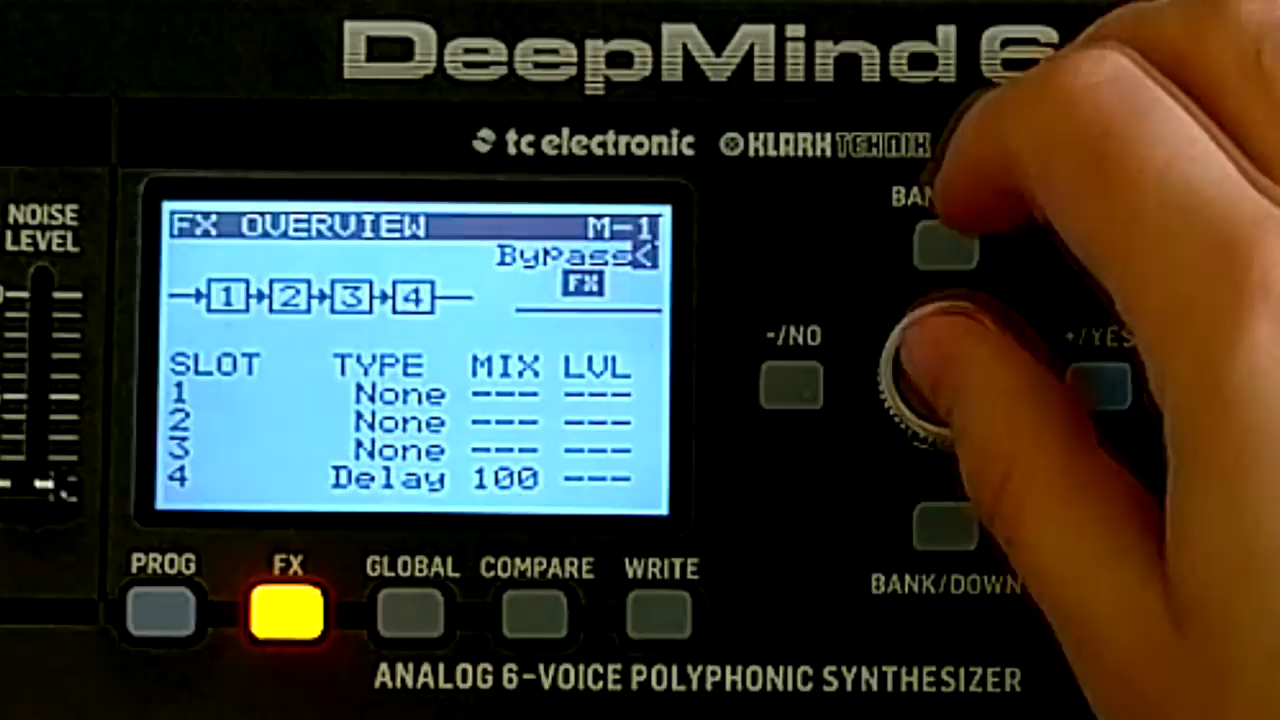 DeepMind 6
tc electronic KLARK TEKNIK
NOISE
LEVEL
FX OVERVIEW M-1
Bypass<
FX
1 2 3 4
SLOT TYPE MIX LVL
1 None --- ---
2 None --- ---
3 None --- ---
4 Delay 100 ---
-/NO
+/YES
BANK/DOWN
PROG FX GLOBAL COMPARE WRITE
ANALOG 6-VOICE POLYPHONIC SYNTHESIZER